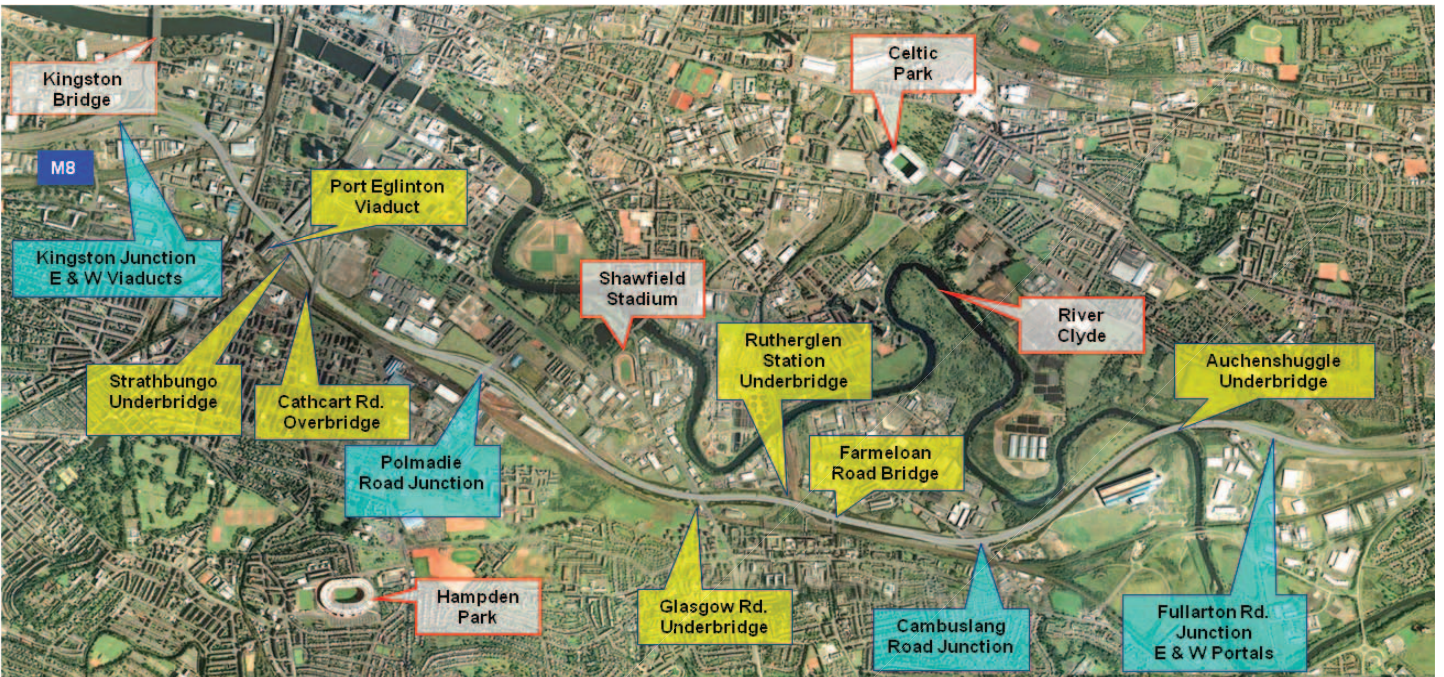 Kingston
Bridge
Celtic
Park
M8
Port Eglinton
Viaduct
Kingston Junction
E & W Viaducts
Shawfield
Stadium
River
Clyde
Rutherglen
Station
Underbridge
Auchenshuggle
Underbridge
Strathbungo
Underbridge
Cathcart Rd.
Overbridge
Polmadie
Road Junction
Farmeloan
Road Bridge
Hampden
Park
Glasgow Rd.
Underbridge
Cambuslang
Road Junction
Fullarton Rd.
Junction
E & W Portals